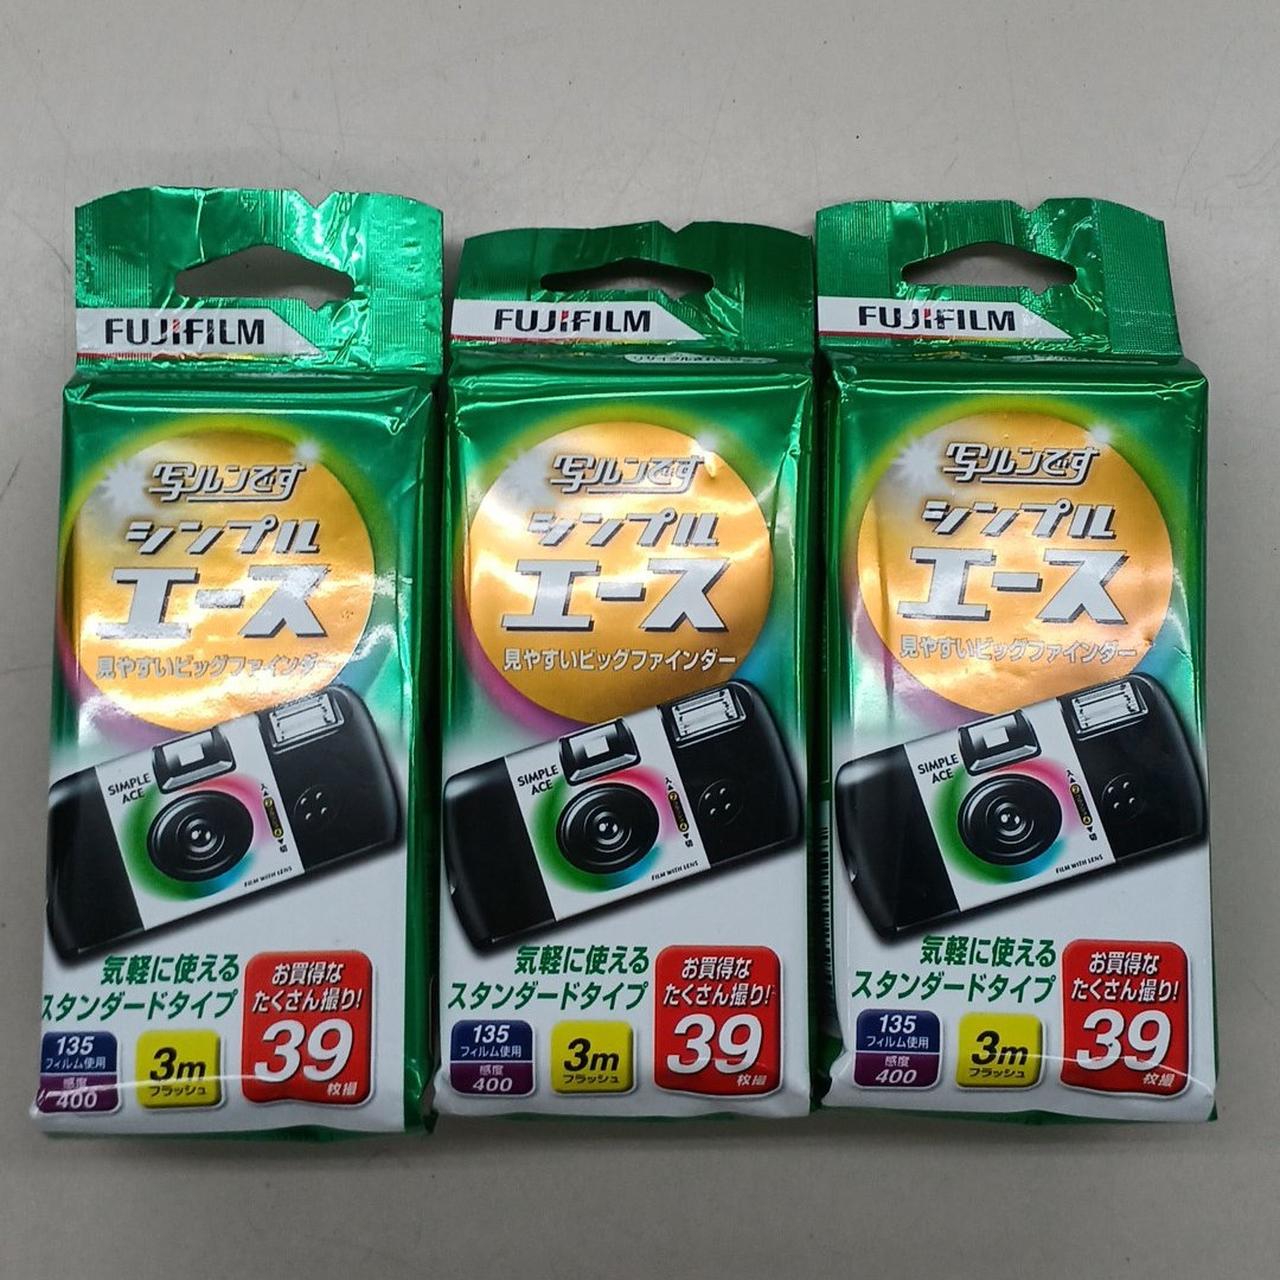 FUJIFILM
写ルンです
シンプル
エース
見やすいビッグファインダー
SIMPLE
ACE
入
切
FILM WITH LENS
気軽に使える
スタンダードタイプ
お買得な
たくさん撮り!
39
枚撮
135
フィルム使用
感度
400
3m
フラッシュ
FUJIFILM
写ルンです
シンプル
エース
見やすいビッグファインダー
SIMPLE
ACE
入
切
FILM WITH LENS
気軽に使える
スタンダードタイプ
お買得な
たくさん撮り!
39
枚撮
135
フィルム使用
感度
400
3m
フラッシュ
FUJIFILM
写ルンです
シンプル
エース
見やすいビッグファインダー
SIMPLE
ACE
入
切
FILM WITH LENS
気軽に使える
スタンダードタイプ
お買得な
たくさん撮り!
39
枚撮
135
フィルム使用
感度
400
3m
フラッシュ